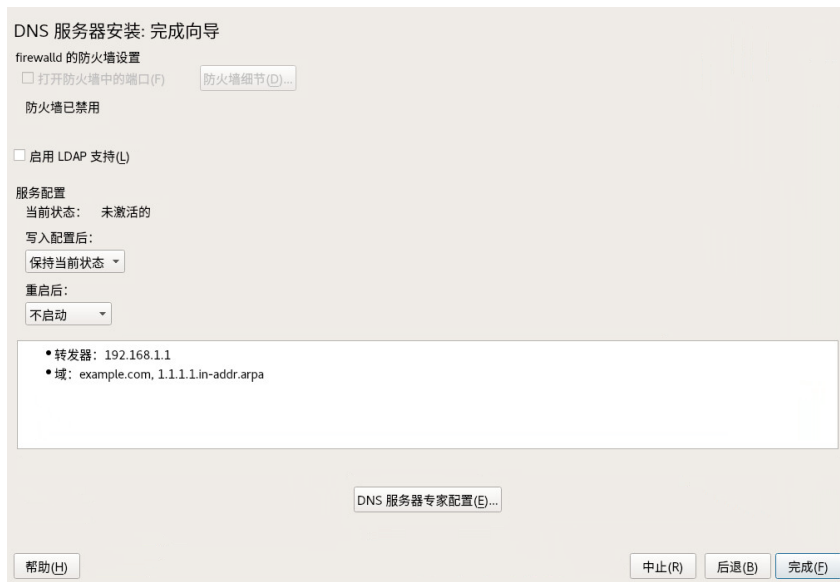 DNS 服务器安装: 完成向导
firewalld 的防火墙设置
打开防火墙中的端口(F) 防火墙细节(D)...
防火墙已禁用
启用 LDAP 支持(L)
服务配置
当前状态： 未激活的
写入配置后：
保持当前状态
重启后：
不启动
•转发器：192.168.1.1
•域：example.com, 1.1.1.1.in-addr.arpa
DNS 服务器专家配置(E)...
帮助(H) 中止(R) 后退(B) 完成(F)